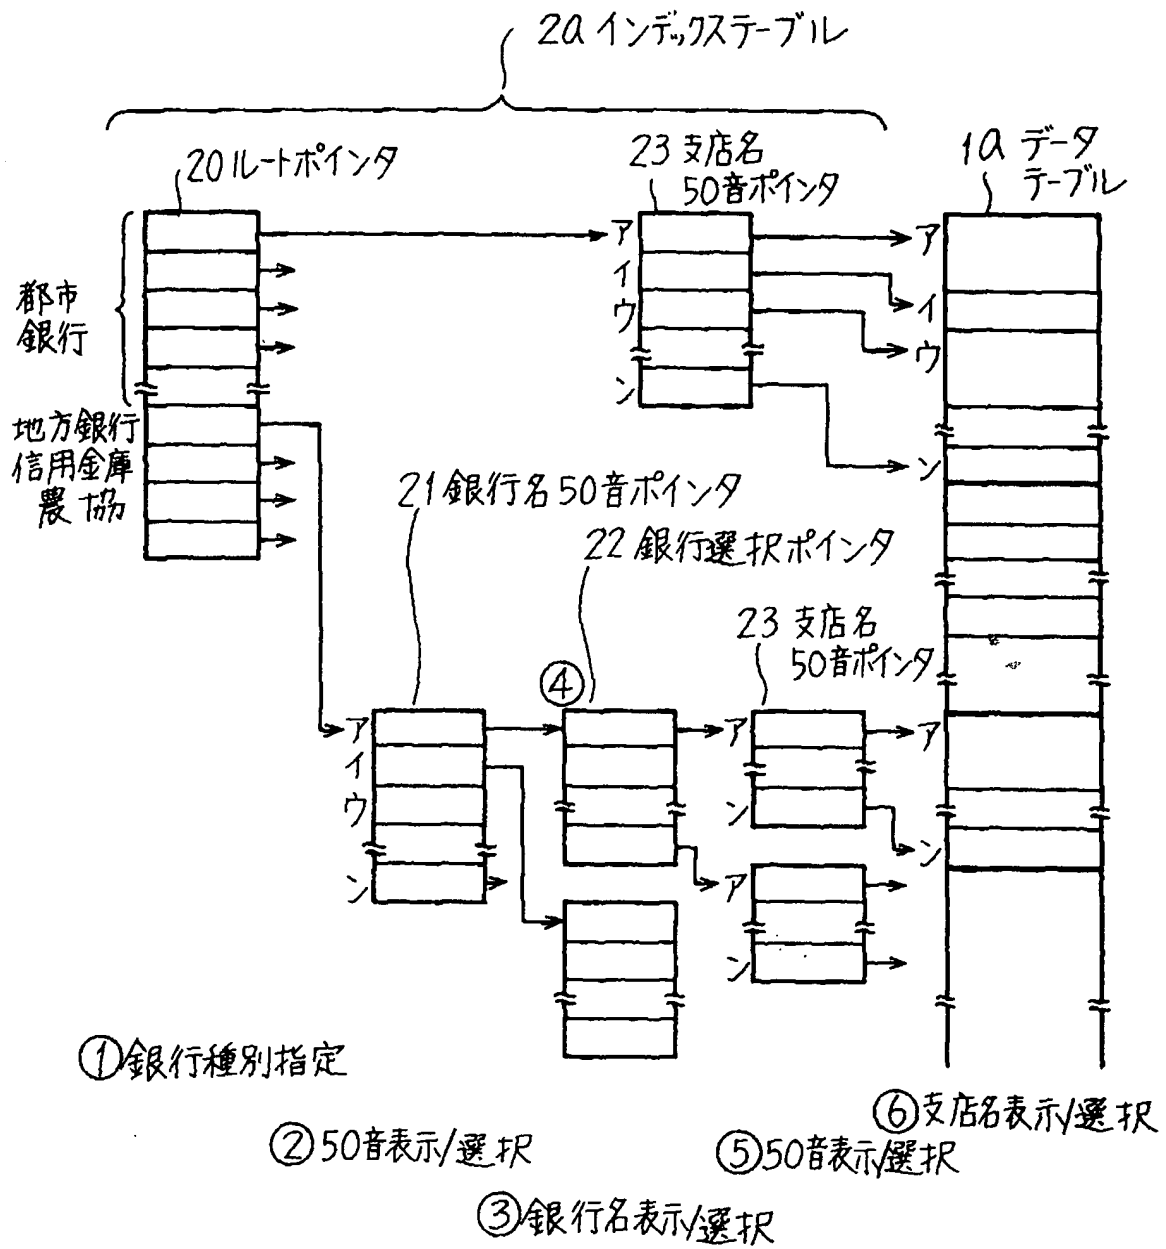 2a インデックステーブル
20 ルートポインタ
23 支店名
50音ポインタ
1a データ
テーブル
ア
イ
ウ
ン
ア
イ
ウ
ン
都市
銀行
地方銀行
信用金庫
農協
21 銀行名50音ポインタ
22 銀行選択ポインタ
23 支店名
50音ポインタ
④
ア
イ
ウ
ン
ア
ン
ア
ン
ア
ン
①銀行種別指定
②50音表示/選択
③銀行名表示/選択
⑤50音表示/選択
⑥支店名表示/選択